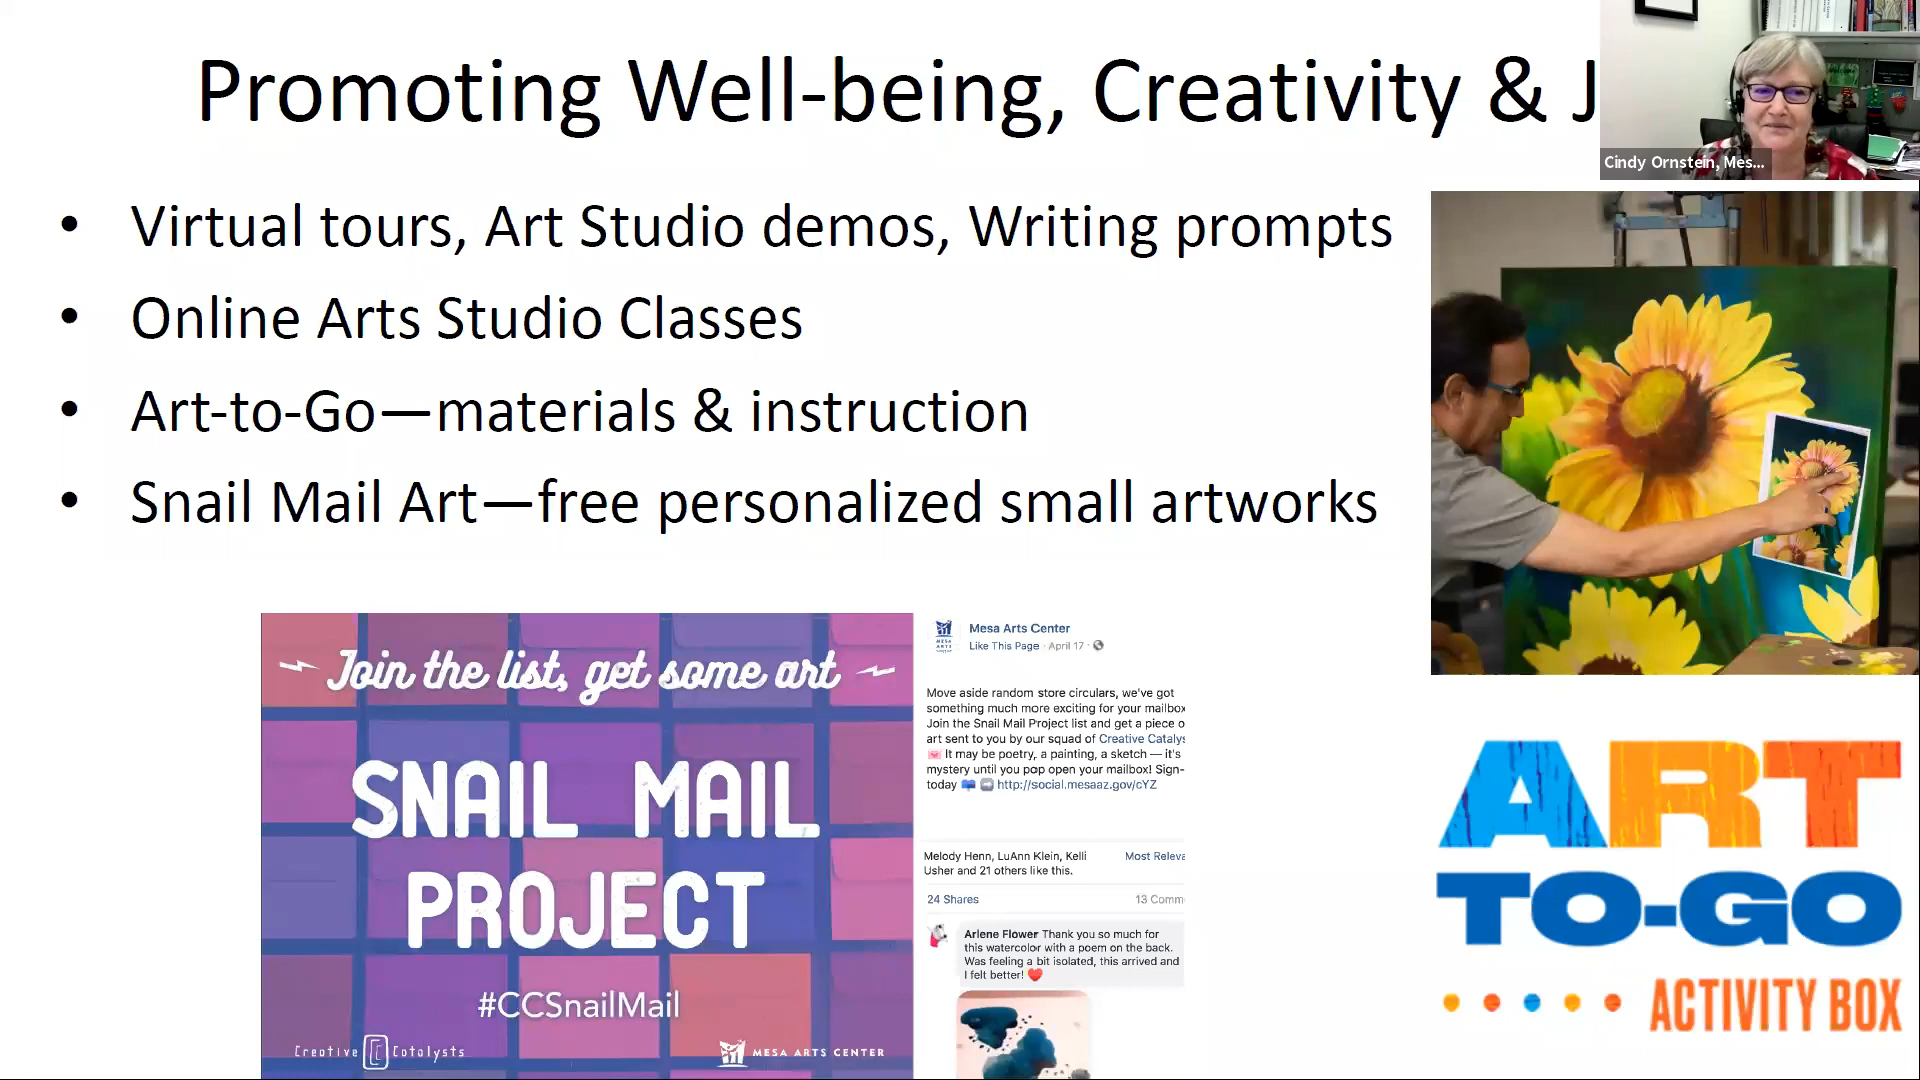 Promoting Well-being, Creativity & J
Cindy Ornstein, Mes...
• Virtual tours, Art Studio demos, Writing prompts
• Online Arts Studio Classes
• Art-to-Go—materials & instruction
• Snail Mail Art—free personalized small artworks
Join the list, get some art
SNAIL MAIL
PROJECT
#CCSnailMail
Creative CC Catalysts
MESA ARTS CENTER
Mesa Arts Center
Like This Page · April 17 ·
Move aside random store circulars, we've got
something much more exciting for your mailbox
Join the Snail Mail Project list and get a piece o
art sent to you by our squad of Creative Catalys
It may be poetry, a painting, a sketch — it's
mystery until you pop open your mailbox! Sign-
today http://social.mesaaz.gov/cYZ
Melody Henn, LuAnn Klein, Kelli
Usher and 21 others like this.
Most Releva
24 Shares
13 Comm
Arlene Flower Thank you so much for
this watercolor with a poem on the back.
Was feeling a bit isolated, this arrived and
I felt better!
ART
TO-GO
ACTIVITY BOX